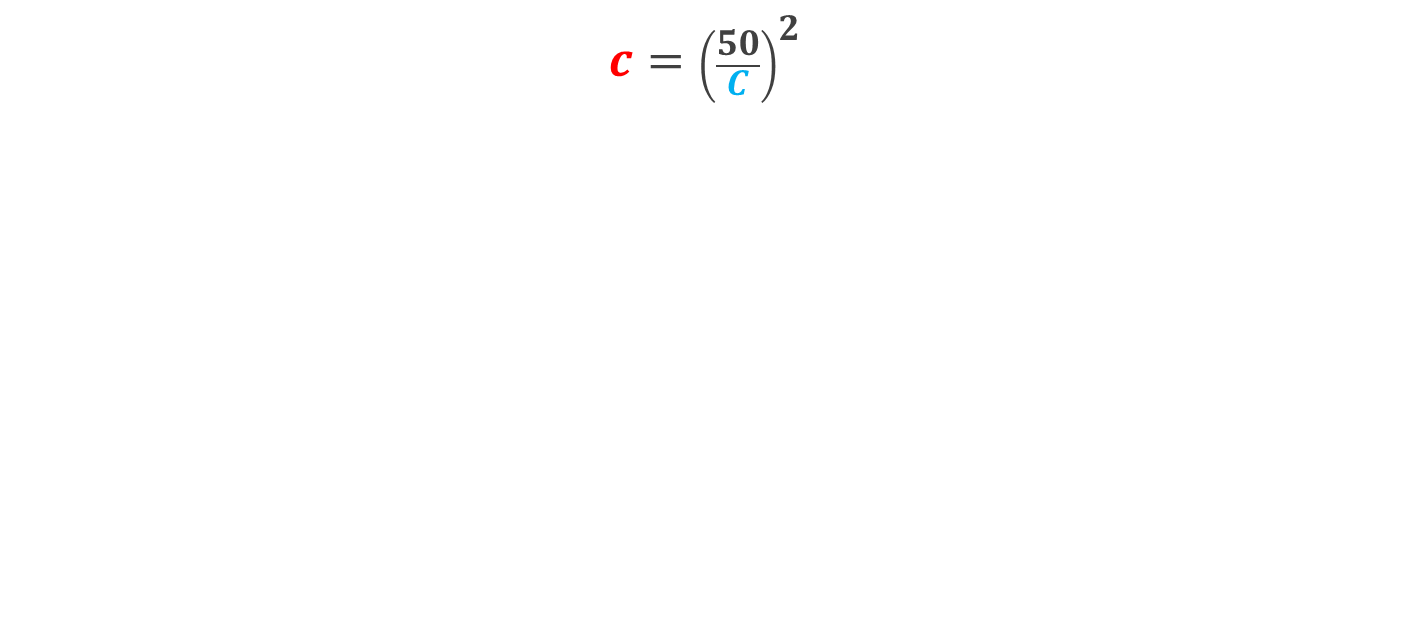 c = (50/C)²